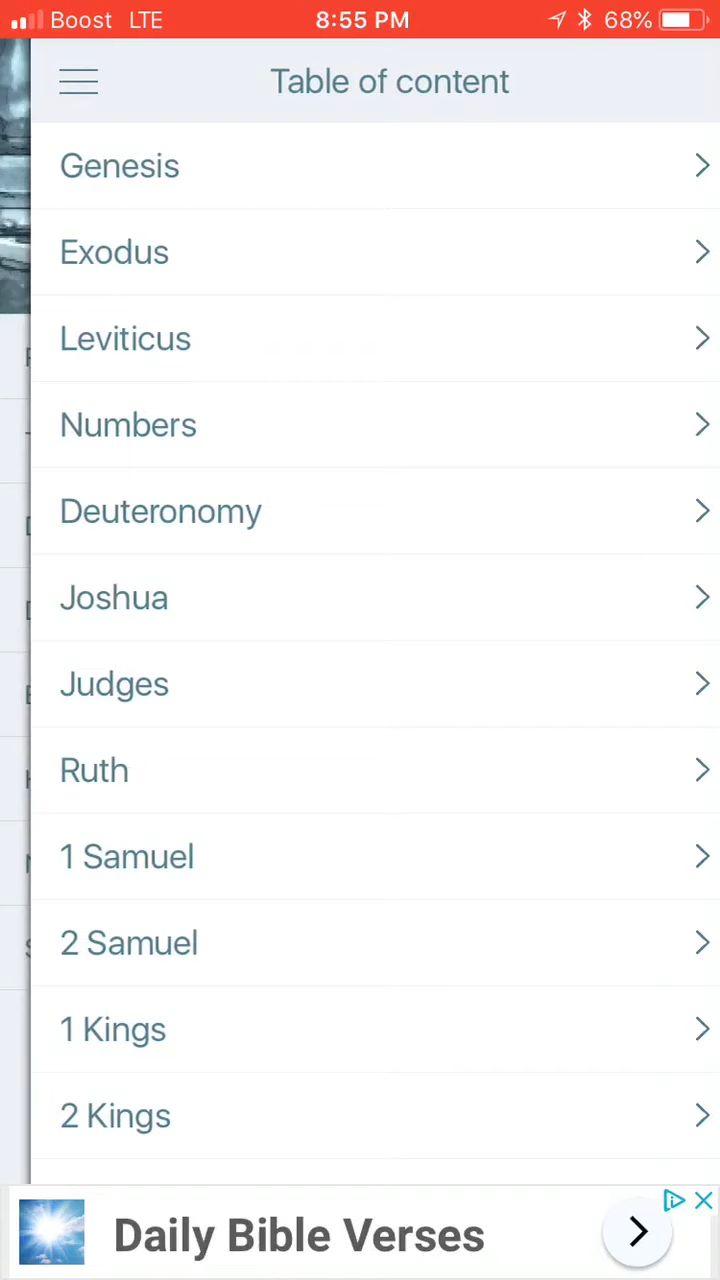 Boost LTE 8:55 PM 68%
Table of content
Genesis
Exodus
Leviticus
Numbers
Deuteronomy
Joshua
Judges
Ruth
1 Samuel
2 Samuel
1 Kings
2 Kings
Daily Bible Verses